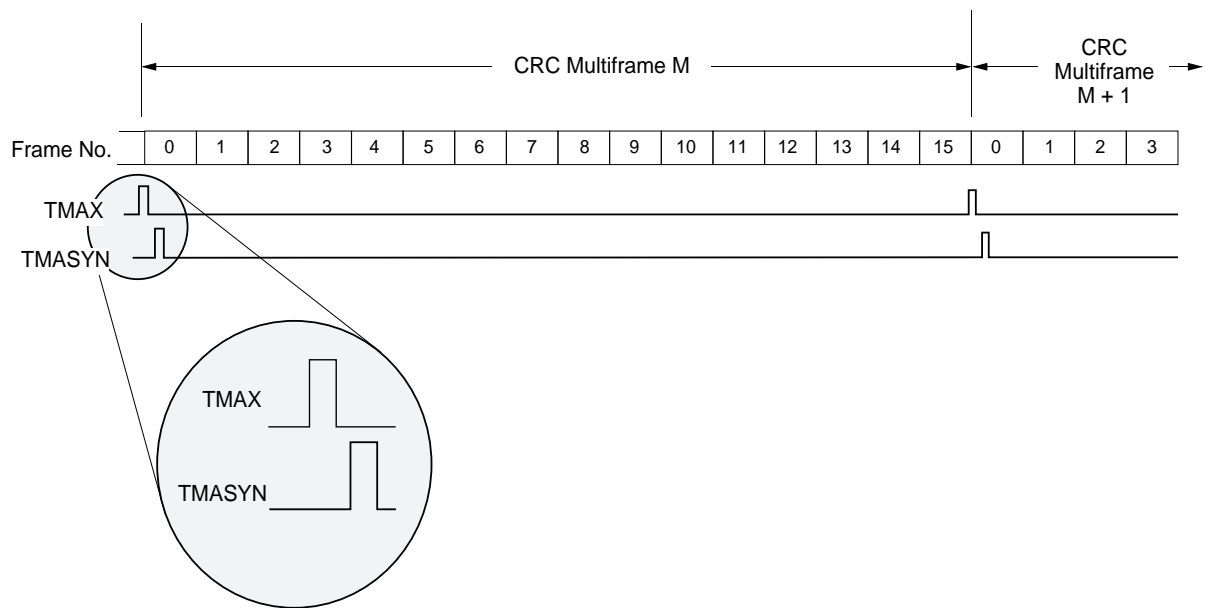 CRC Multiframe M
CRC
Multiframe
M + 1
Frame No. 0 1 2 3 4 5 6 7 8 9 10 11 12 13 14 15 0 1 2 3
TMAX
TMASYN
TMAX
TMASYN